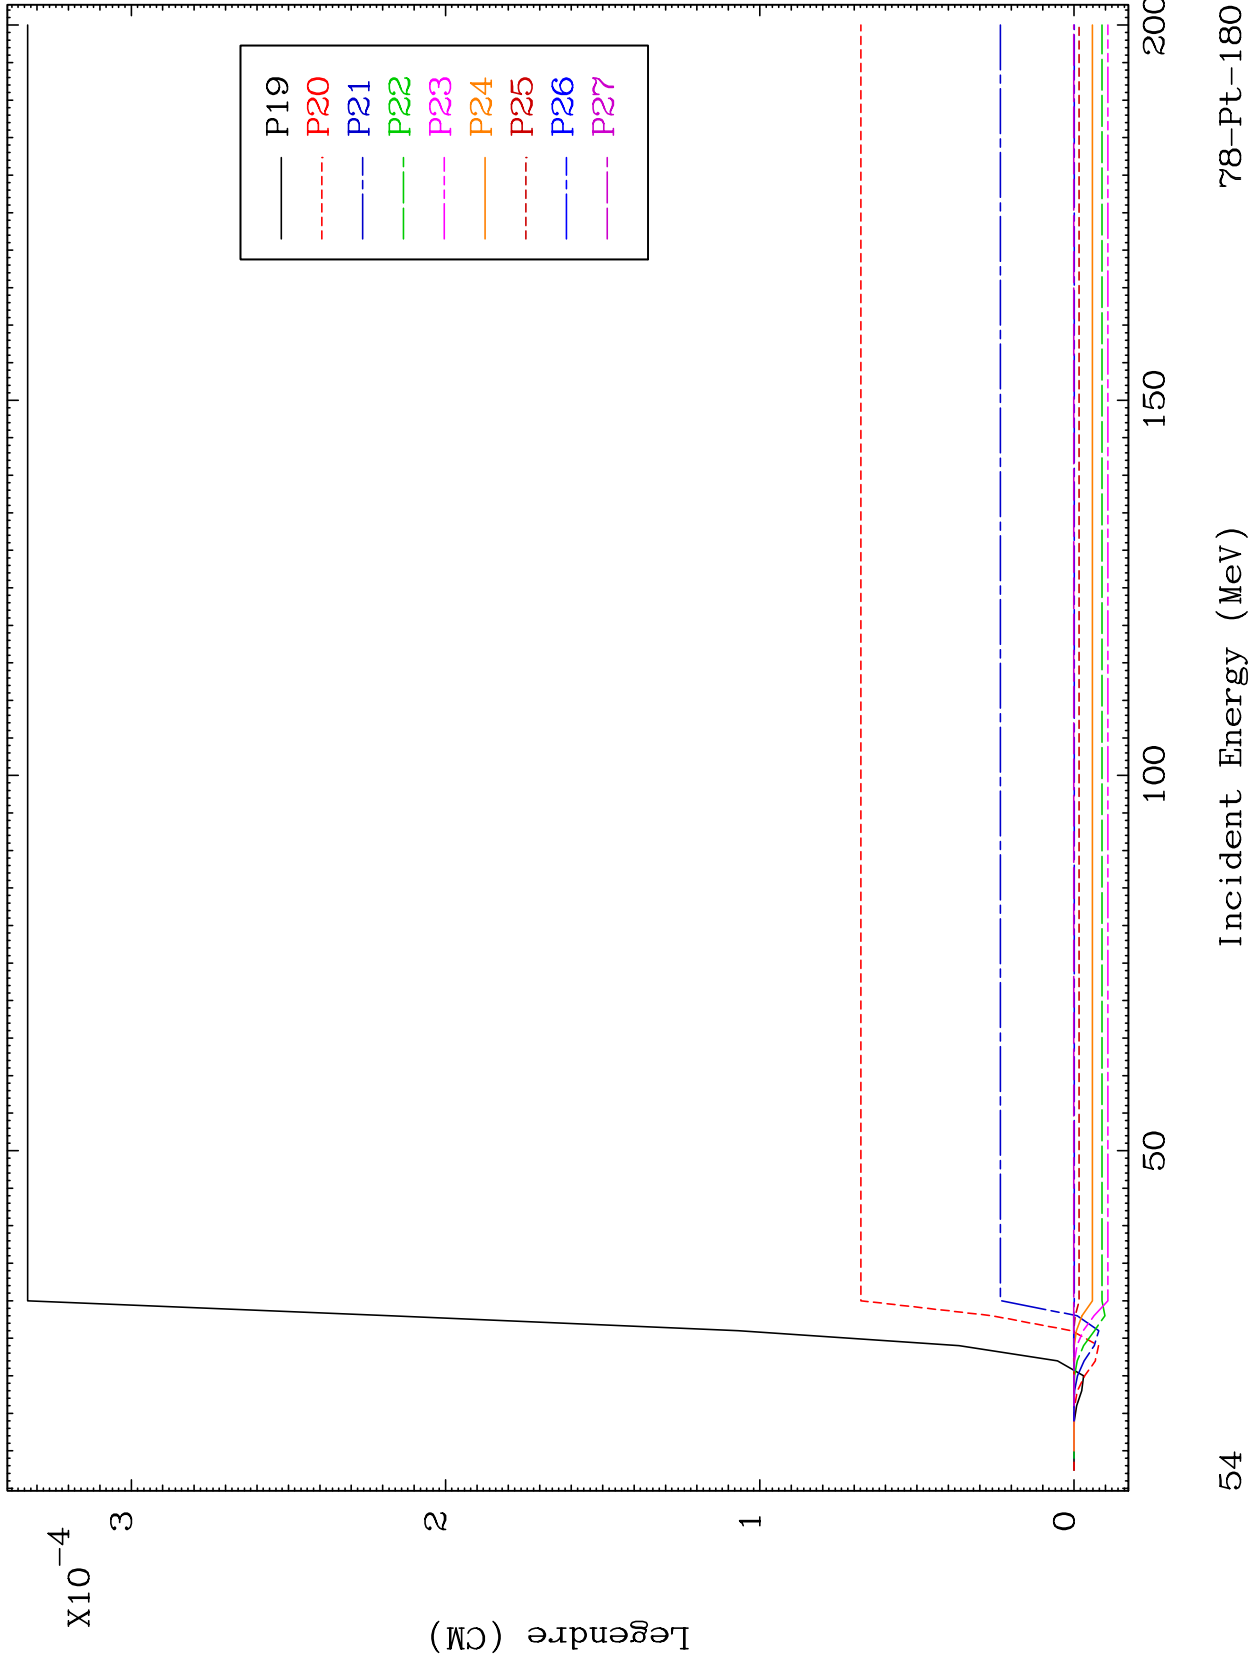 X10-4
3
2
1
0
Legendre (CM)
P19
P20
P21
P22
P23
P24
P25
P26
P27
50
100
150
200
54
Incident Energy (MeV)
78-Pt-180